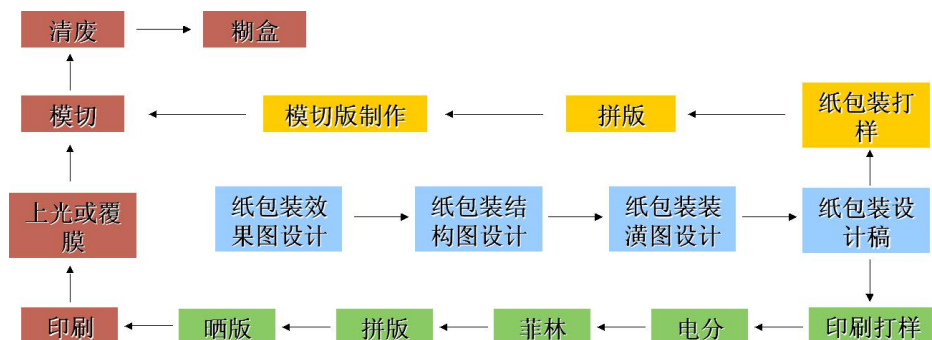 清废
糊盒
模切
模切版制作
拼版
纸包装打
样
上光或覆
膜
纸包装效
果图设计
纸包装结
构图设计
纸包装装
潢图设计
纸包装设
计稿
印刷
晒版
拼版
菲林
电分
印刷打样